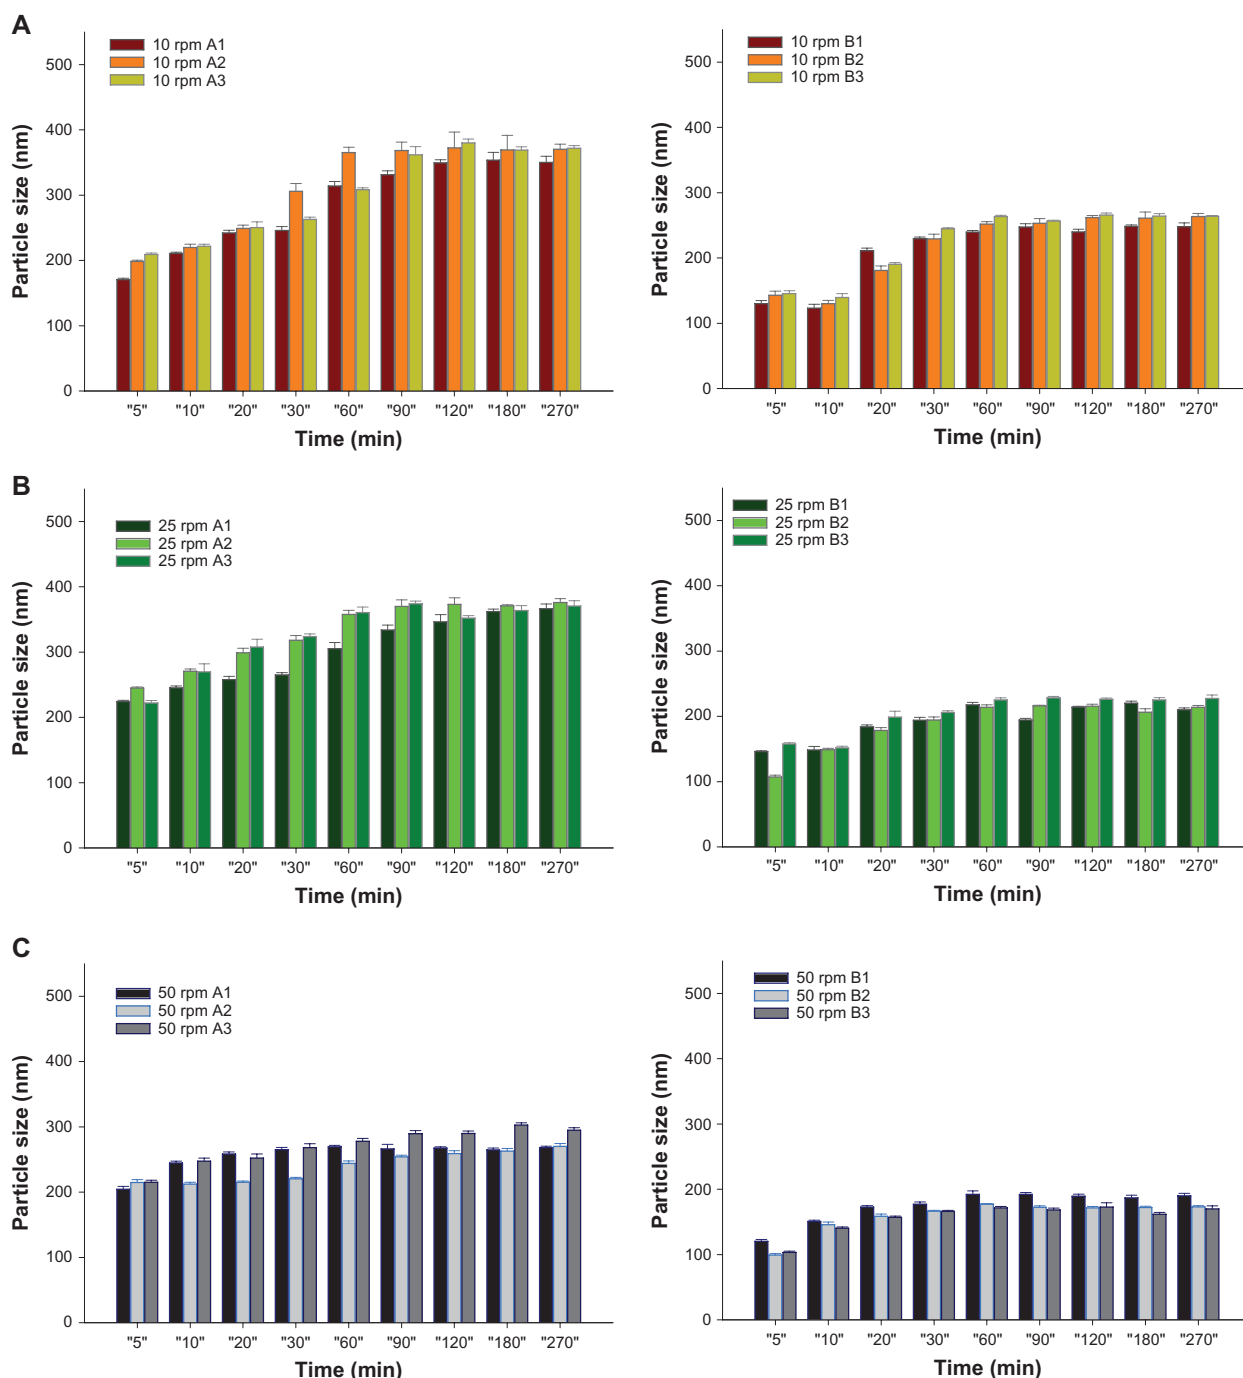 A
10 rpm A1
10 rpm A2
10 rpm A3
Particle size (nm)
500
400
300
200
100
0
"5" "10" "20" "30" "60" "90" "120" "180" "270"
Time (min)
10 rpm B1
10 rpm B2
10 rpm B3
Particle size (nm)
500
400
300
200
100
0
"5" "10" "20" "30" "60" "90" "120" "180" "270"
Time (min)
B
25 rpm A1
25 rpm A2
25 rpm A3
Particle size (nm)
500
400
300
200
100
0
"5" "10" "20" "30" "60" "90" "120" "180" "270"
Time (min)
25 rpm B1
25 rpm B2
25 rpm B3
Particle size (nm)
500
400
300
200
100
0
"5" "10" "20" "30" "60" "90" "120" "180" "270"
Time (min)
C
50 rpm A1
50 rpm A2
50 rpm A3
Particle size (nm)
500
400
300
200
100
0
"5" "10" "20" "30" "60" "90" "120" "180" "270"
Time (min)
50 rpm B1
50 rpm B2
50 rpm B3
Particle size (nm)
500
400
300
200
100
0
"5" "10" "20" "30" "60" "90" "120" "180" "270"
Time (min)